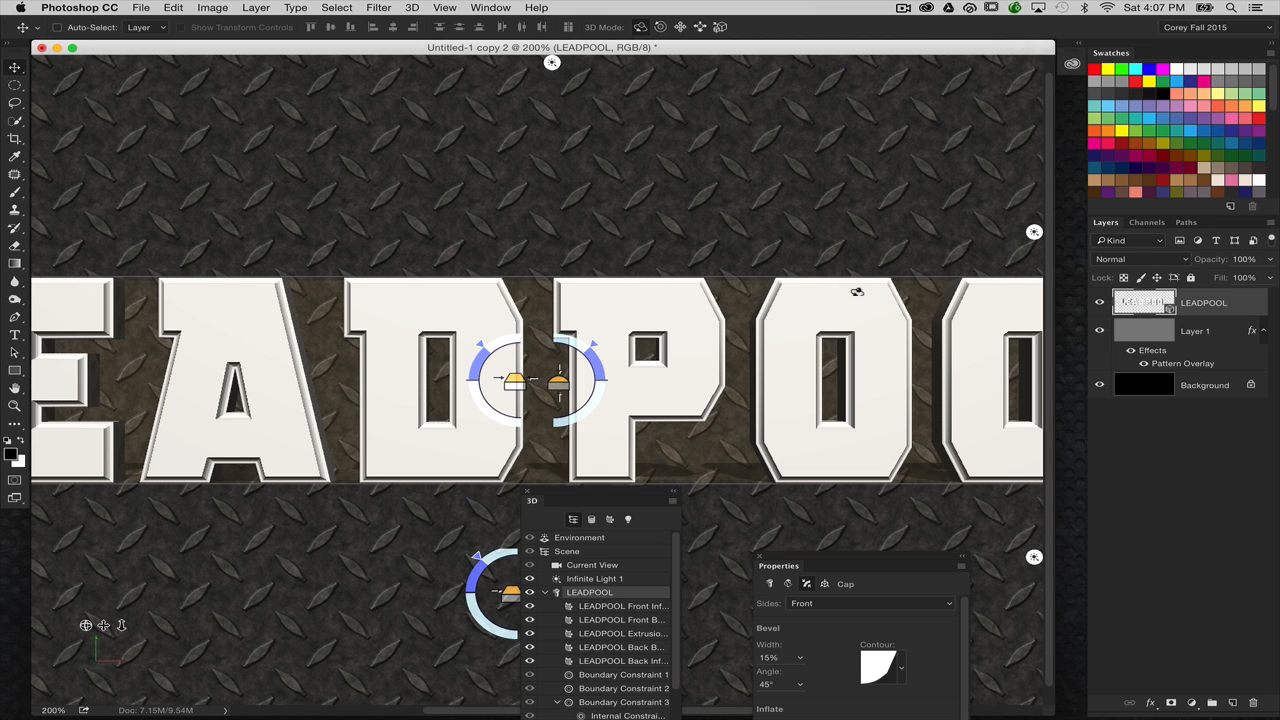 Photoshop CC File Edit Image Layer Type Select Filter 3D View Window Help
Sat 4:07 PM
Auto-Select: Layer Show Transform Controls 3D Mode: Corey Fall 2015
Untitled-1 copy 2 @ 200% (LEADPOOL, RGB/8) *
Swatches
Layers Channels Paths
Kind
Normal Opacity: 100%
Lock: Fill: 100%
LEADPOOL
Layer 1 fx
Effects
Pattern Overlay
Background
EADPOO
3D
Environment
Scene
Current View
Infinite Light 1
LEADPOOL
LEADPOOL Front Inf...
LEADPOOL Front B...
LEADPOOL Extrusio...
LEADPOOL Back B...
LEADPOOL Back Inf...
Boundary Constraint 1
Boundary Constraint 2
Boundary Constraint 3
Internal Constrai...
Properties
Cap
Sides: Front
Bevel
Width: Contour:
15%
Angle:
45°
Inflate
200% Doc: 7.15M/9.54M
fx